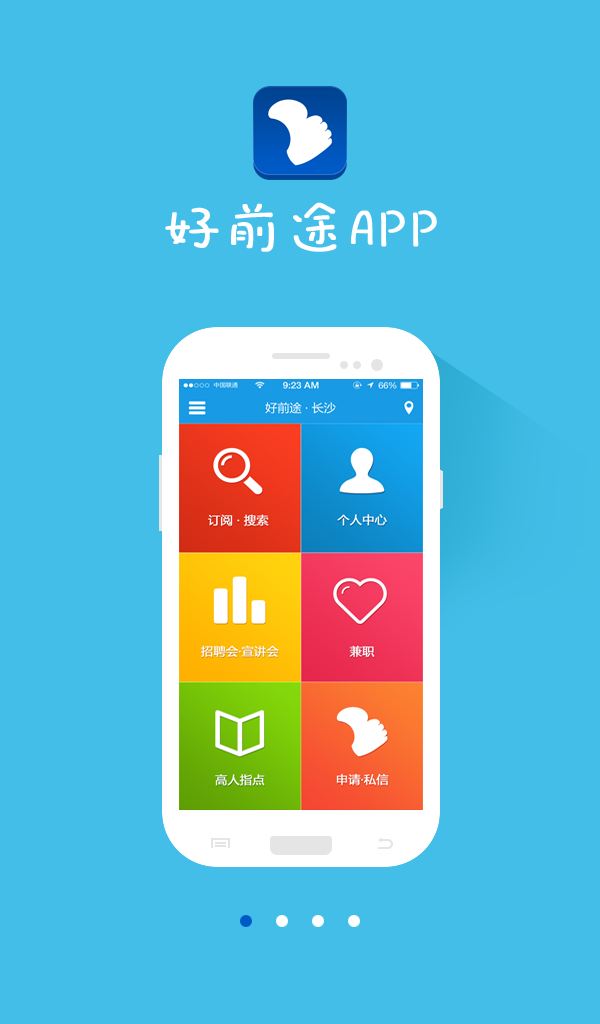 好前途APP
中国联通 9:23 AM 66%
好前途·长沙
订阅·搜索
个人中心
招聘会·宣讲会
兼职
高人指点
申请·私信